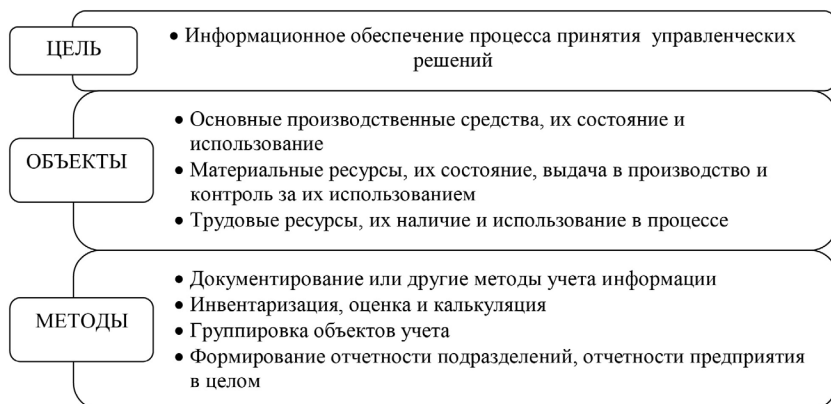 ЦЕЛЬ
• Информационное обеспечение процесса принятия управленческих
решений
ОБЪЕКТЫ
• Основные производственные средства, их состояние и
использование
• Материальные ресурсы, их состояние, выдача в производство и
контроль за их использованием
• Трудовые ресурсы, их наличие и использование в процессе
МЕТОДЫ
• Документирование или другие методы учета информации
• Инвентаризация, оценка и калькуляция
• Группировка объектов учета
• Формирование отчетности подразделений, отчетности предприятия
в целом